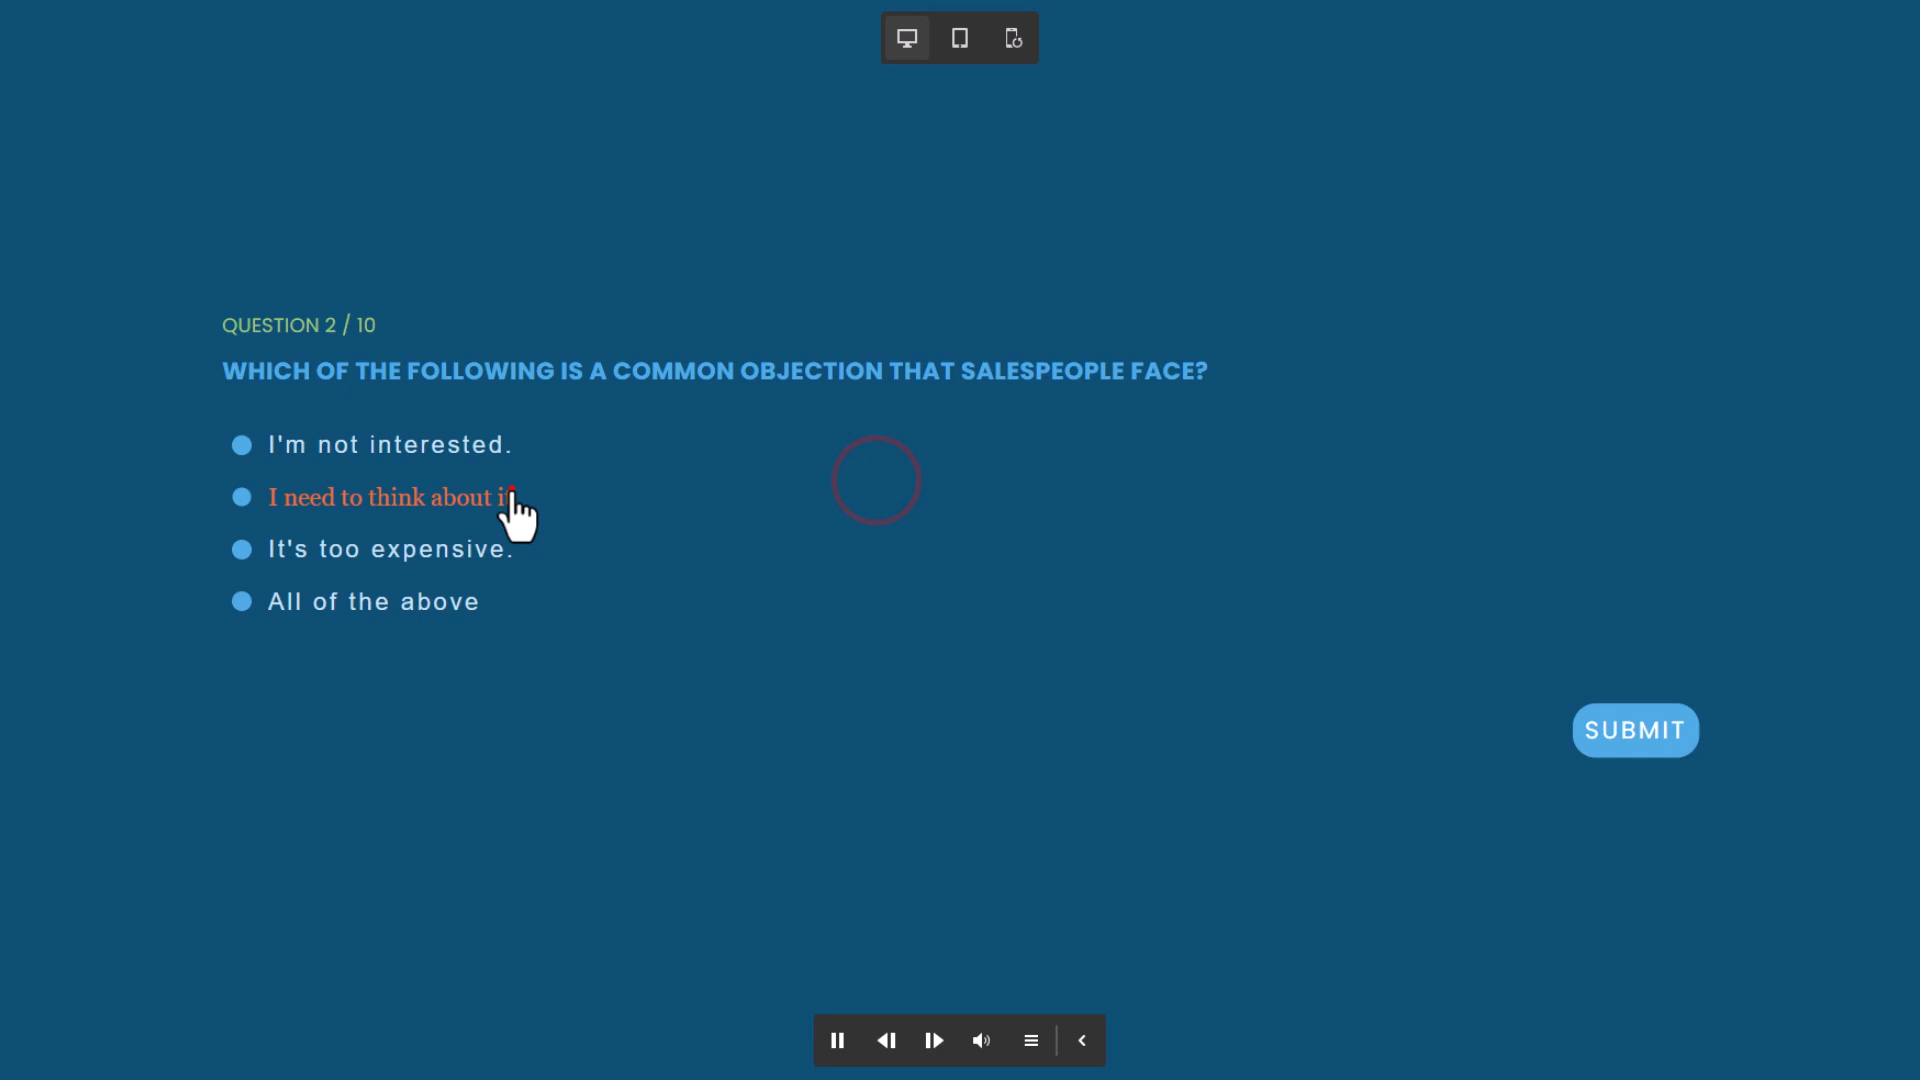 QUESTION 2 / 10
WHICH OF THE FOLLOWING IS A COMMON OBJECTION THAT SALESPEOPLE FACE?
I'm not interested.
I need to think about it
It's too expensive.
All of the above
SUBMIT